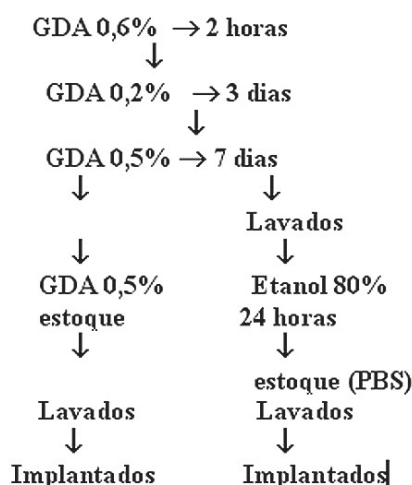 GDA 0,6% → 2 horas
↓
GDA 0,2% → 3 dias
↓
GDA 0,5% → 7 dias
↓ ↓
Lavados
↓ ↓
GDA 0,5% Etanol 80%
estoque 24 horas
↓ ↓
estoque (PBS)
Lavados Lavados
↓ ↓
Implantados Implantados